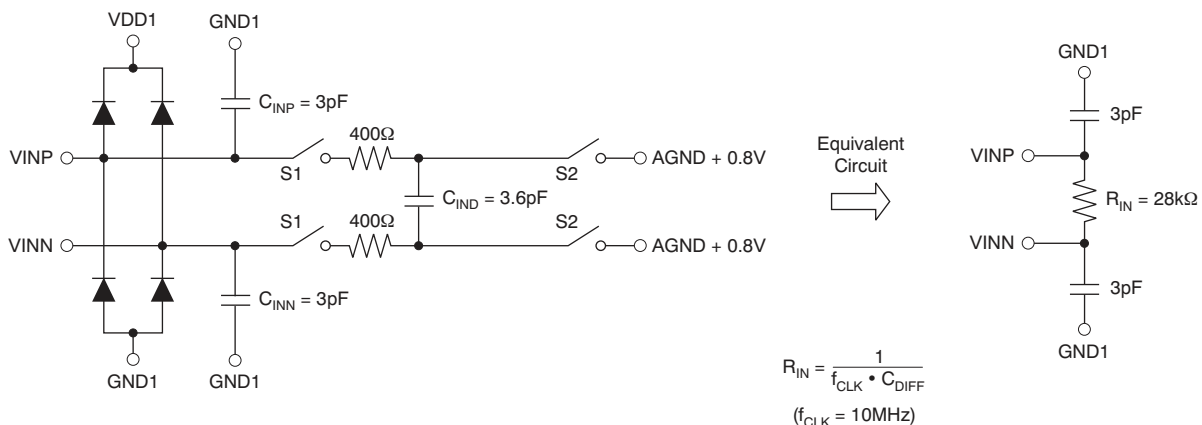 VDD1
GND1
C_INP = 3pF
400Ω
VINP
S1
S2
AGND + 0.8V
C_IND = 3.6pF
400Ω
VINN
S1
S2
AGND + 0.8V
C_INN = 3pF
GND1
GND1
Equivalent
Circuit
GND1
3pF
VINP
R_IN = 28kΩ
VINN
3pF
GND1
R_IN = 1 / f_CLK • C_DIFF
(f_CLK = 10MHz)